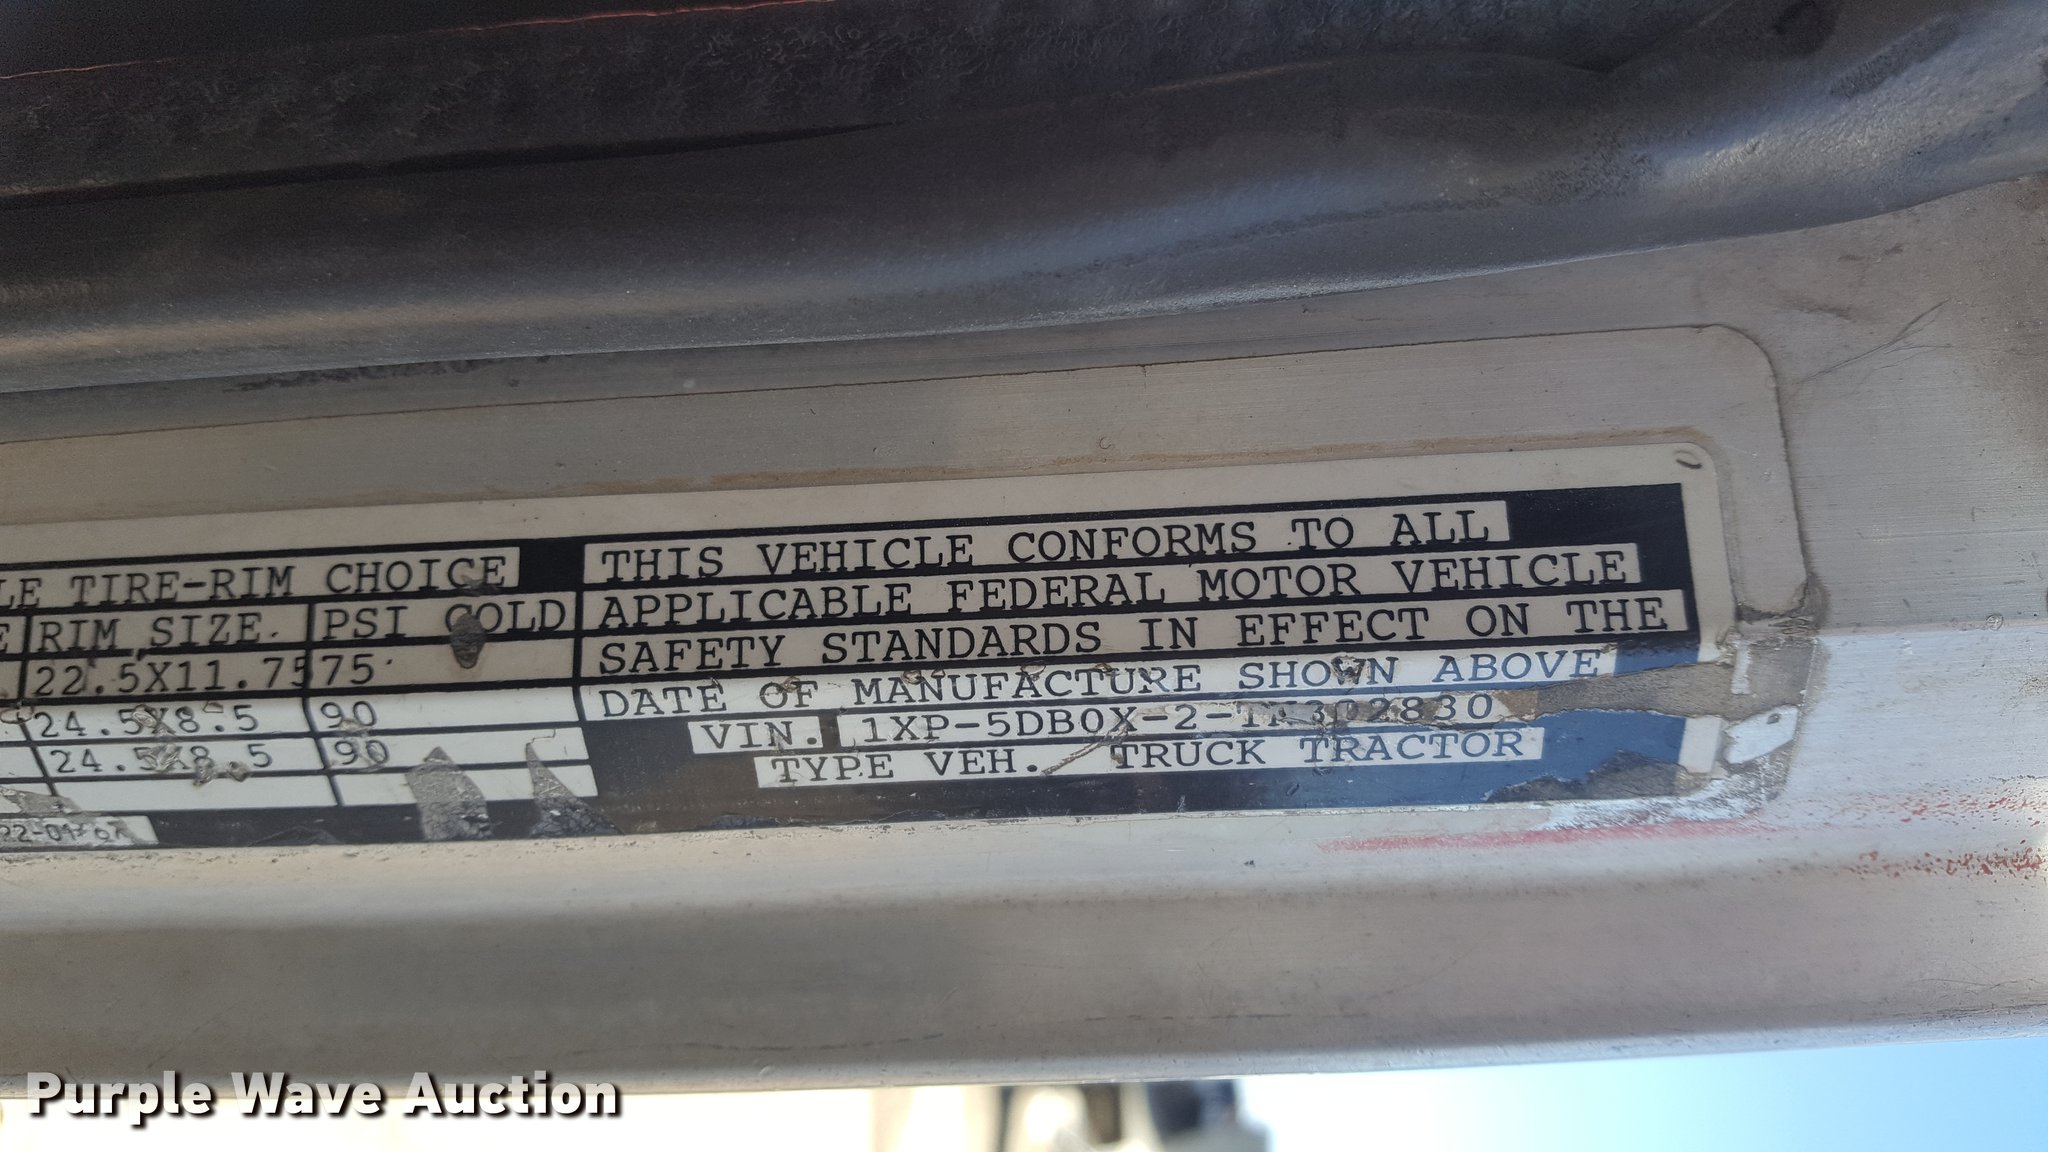 LE TIRE-RIM CHOICE
RIM SIZE PSI COLD
22.5X11.75 75
24.5X8.5 90
24.5X8.5 90
THIS VEHICLE CONFORMS TO ALL
APPLICABLE FEDERAL MOTOR VEHICLE
SAFETY STANDARDS IN EFFECT ON THE
DATE OF MANUFACTURE SHOWN ABOVE
VIN.
TYPE VEH. TRUCK TRACTOR
Purple Wave Auction